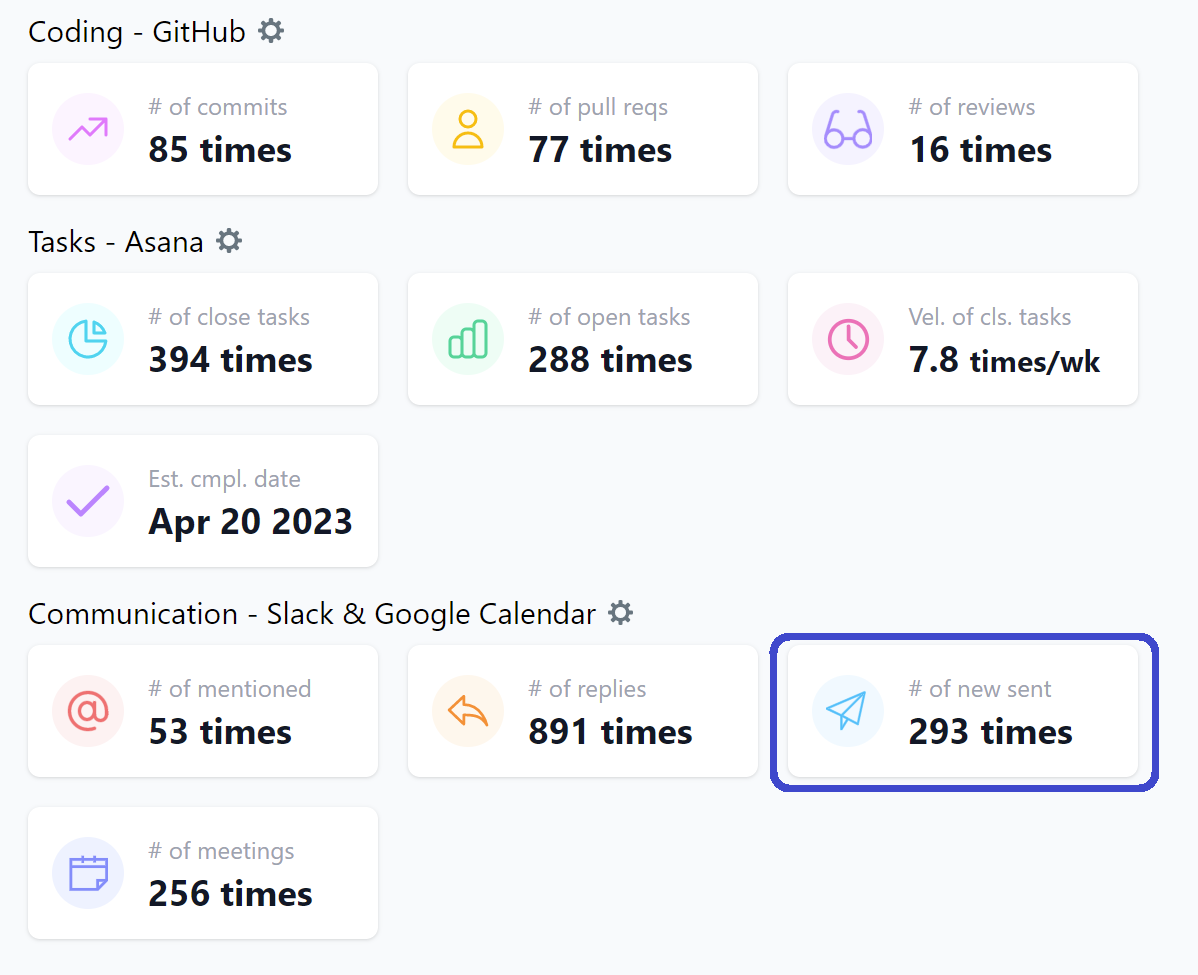 Coding - GitHub
# of commits
85 times
# of pull reqs
77 times
# of reviews
16 times
Tasks - Asana
# of close tasks
394 times
# of open tasks
288 times
Vel. of cls. tasks
7.8 times/wk
Est. cmpl. date
Apr 20 2023
Communication - Slack & Google Calendar
# of mentioned
53 times
# of replies
891 times
# of new sent
293 times
# of meetings
256 times